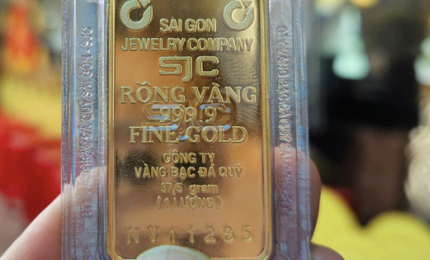 SAI GON
JEWELRY COMPANY
SJC
RỒNG VÀNG
999.9
FINE GOLD
CÔNG TY
VÀNG BẠC ĐÁ QUÝ
37,5 gram
(1 LƯỢNG)